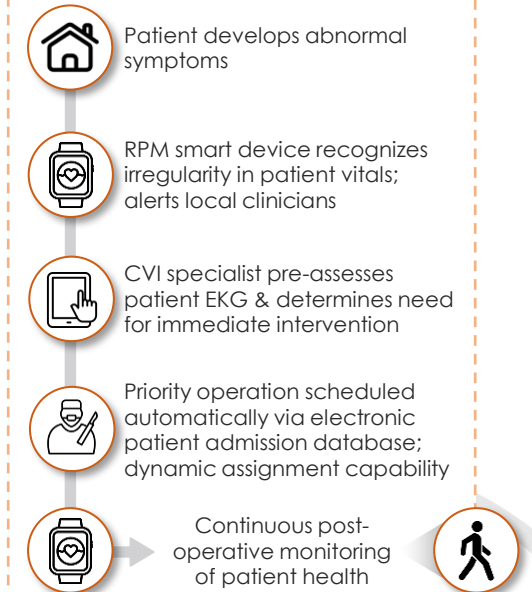 Patient develops abnormal
symptoms
RPM smart device recognizes
irregularity in patient vitals;
alerts local clinicians
CVI specialist pre-assesses
patient EKG & determines need
for immediate intervention
Priority operation scheduled
automatically via electronic
patient admission database;
dynamic assignment capability
Continuous post-
operative monitoring
of patient health